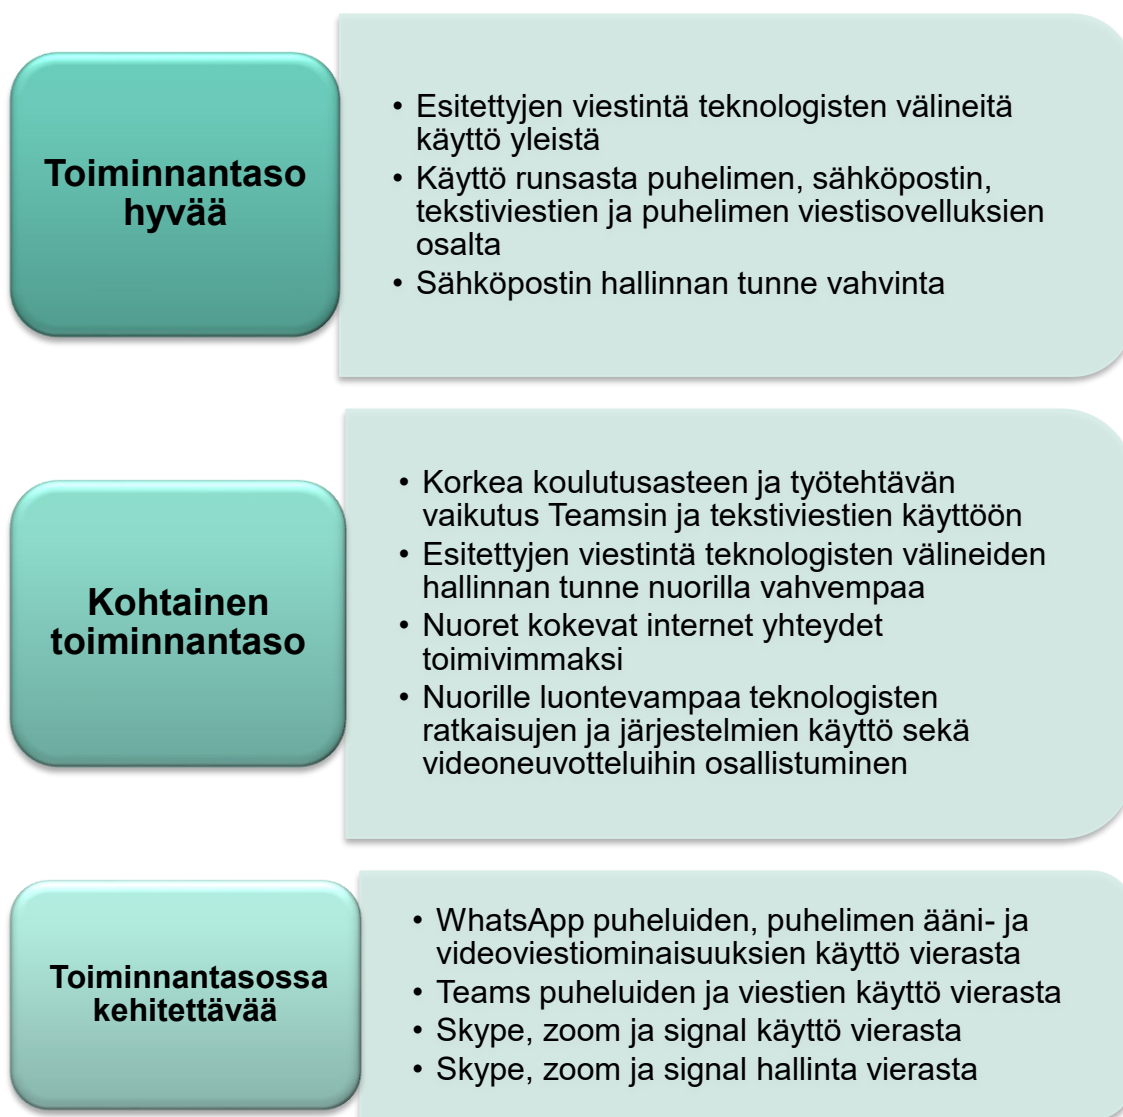 Toiminnantaso
hyvää
• Esitettyjen viestintä teknologisten välineitä
käyttö yleistä
• Käyttö runsasta puhelimen, sähköpostin,
tekstiviestien ja puhelimen viestisovelluksien
osalta
• Sähköpostin hallinnan tunne vahvinta
Kohtainen
toiminnantaso
• Korkea koulutusasteen ja työtehtävän
vaikutus Teamsin ja tekstiviestien käyttöön
• Esitettyjen viestintä teknologisten välineiden
hallinnan tunne nuorilla vahvempaa
• Nuoret kokevat internet yhteydet
toimivimmaksi
• Nuorille luontevampaa teknologisten
ratkaisujen ja järjestelmien käyttö sekä
videoneuvotteluihin osallistuminen
Toiminnantasossa
kehitettävää
• WhatsApp puheluiden, puhelimen ääni- ja
videoviestiominaisuuksien käyttö vierasta
• Teams puheluiden ja viestien käyttö vierasta
• Skype, zoom ja signal käyttö vierasta
• Skype, zoom ja signal hallinta vierasta